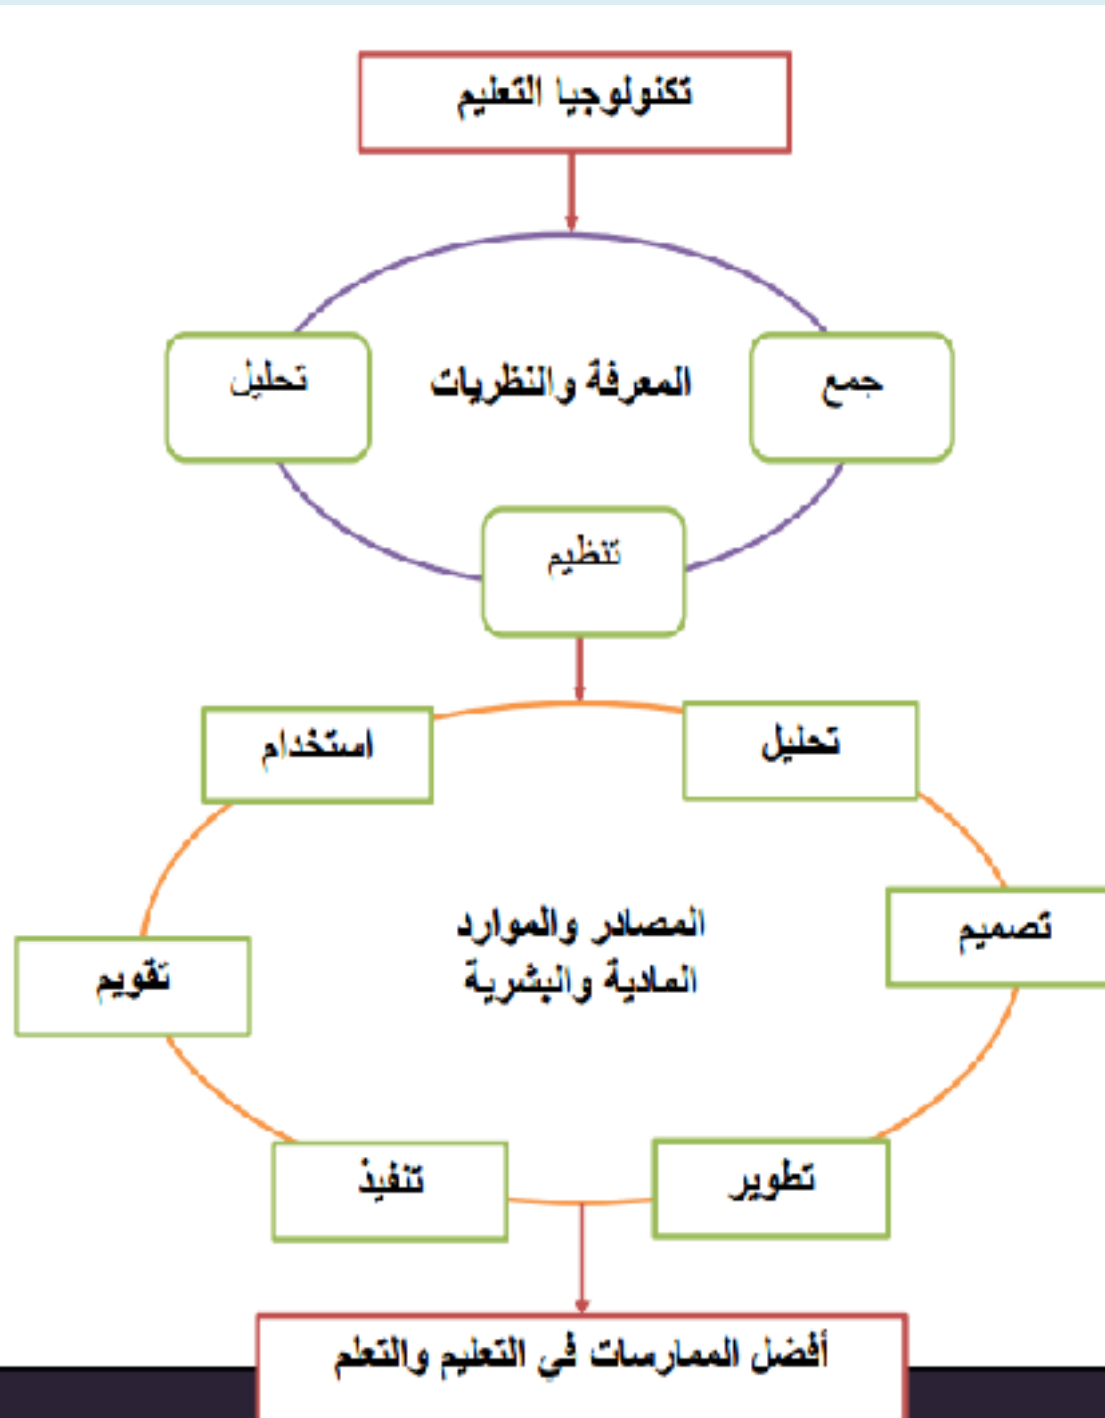 تكنولوجيا التعليم
جمع
المعرفة والنظريات
تحليل
تنظيم
تحليل
استخدام
تصميم
المصادر والموارد
المادية والبشرية
تقويم
تطوير
تنفيذ
أفضل الممارسات في التعليم والتعلم